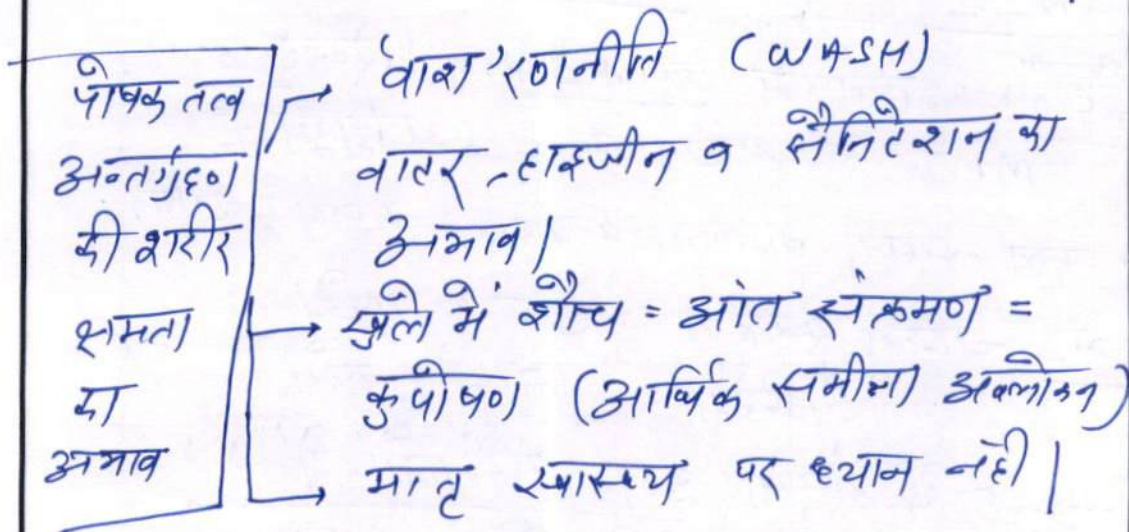 पोषक तत्व
अन्तर्ग्रहण
की शरीर
क्षमता
का
अभाव
'वाश' रणनीति (WASH)
वाटर, हाइजीन व सैनिटेशन का
अभाव।
खुले में शौच = आंत संक्रमण =
कुपोषण (आर्थिक समीक्षा अवलोकन)
मातृ स्वास्थ्य पर ध्यान नहीं।